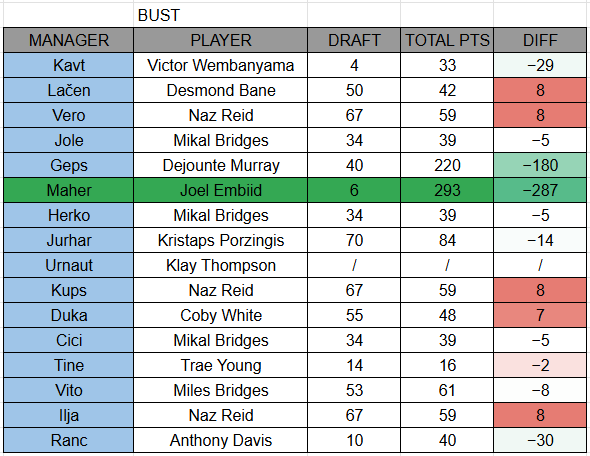 BUST
MANAGER PLAYER DRAFT TOTAL PTS DIFF
Kavt Victor Wembanyama 4 33 −29
Lačen Desmond Bane 50 42 8
Vero Naz Reid 67 59 8
Jole Mikal Bridges 34 39 −5
Geps Dejounte Murray 40 220 −180
Maher Joel Embiid 6 293 −287
Herko Mikal Bridges 34 39 −5
Jurhar Kristaps Porzingis 70 84 −14
Urnaut Klay Thompson / / /
Kups Naz Reid 67 59 8
Duka Coby White 55 48 7
Cici Mikal Bridges 34 39 −5
Tine Trae Young 14 16 −2
Vito Miles Bridges 53 61 −8
Ilja Naz Reid 67 59 8
Ranc Anthony Davis 10 40 −30